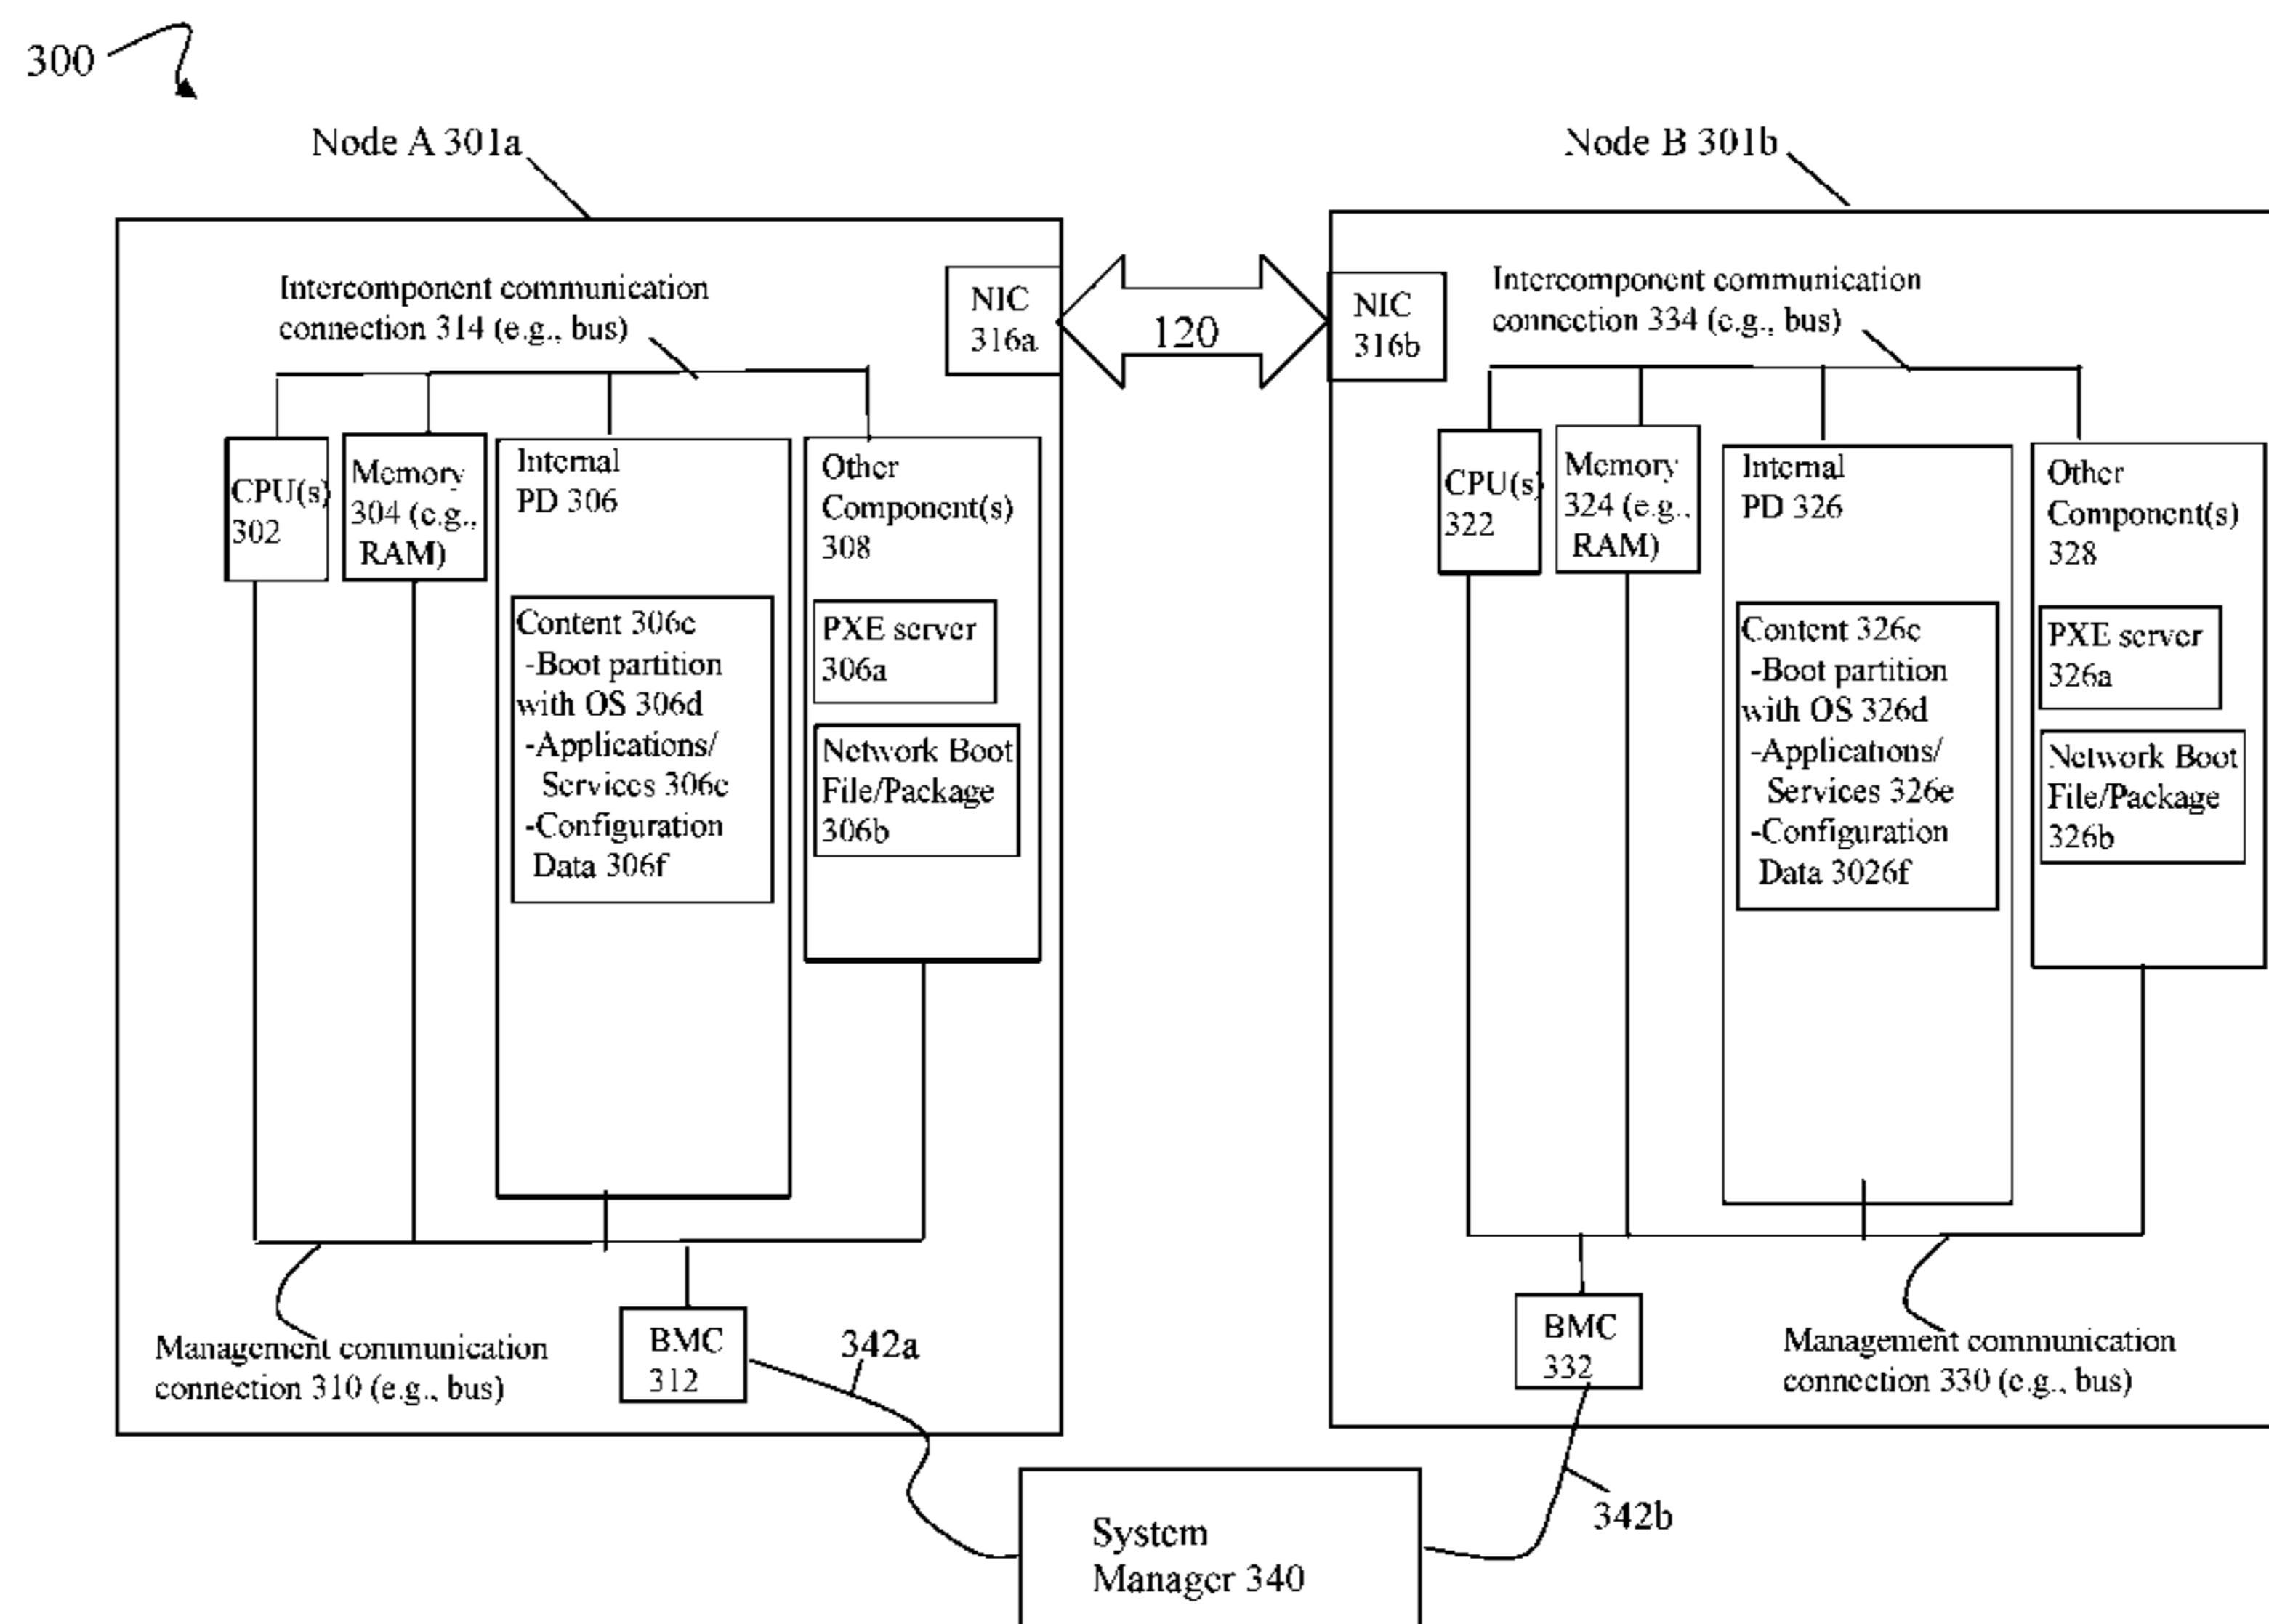 300
Node A 301a
Node B 301b
Intercomponent communication
connection 314 (e.g., bus)
NIC
316a
120
NIC
316b
Intercomponent communication
connection 334 (e.g., bus)
CPU(s)
302
Memory
304 (e.g.,
RAM)
Internal
PD 306
Content 306c
-Boot partition
with OS 306d
-Applications/
Services 306e
-Configuration
Data 306f
Other
Component(s)
308
PXE server
306a
Network Boot
File/Package
306b
CPU(s)
322
Memory
324 (e.g.,
RAM)
Internal
PD 326
Content 326c
-Boot partition
with OS 326d
-Applications/
Services 326e
-Configuration
Data 3026f
Other
Component(s)
328
PXE server
326a
Network Boot
File/Package
326b
Management communication
connection 310 (e.g., bus)
BMC
312
342a
BMC
332
Management communication
connection 330 (e.g., bus)
342b
System
Manager 340